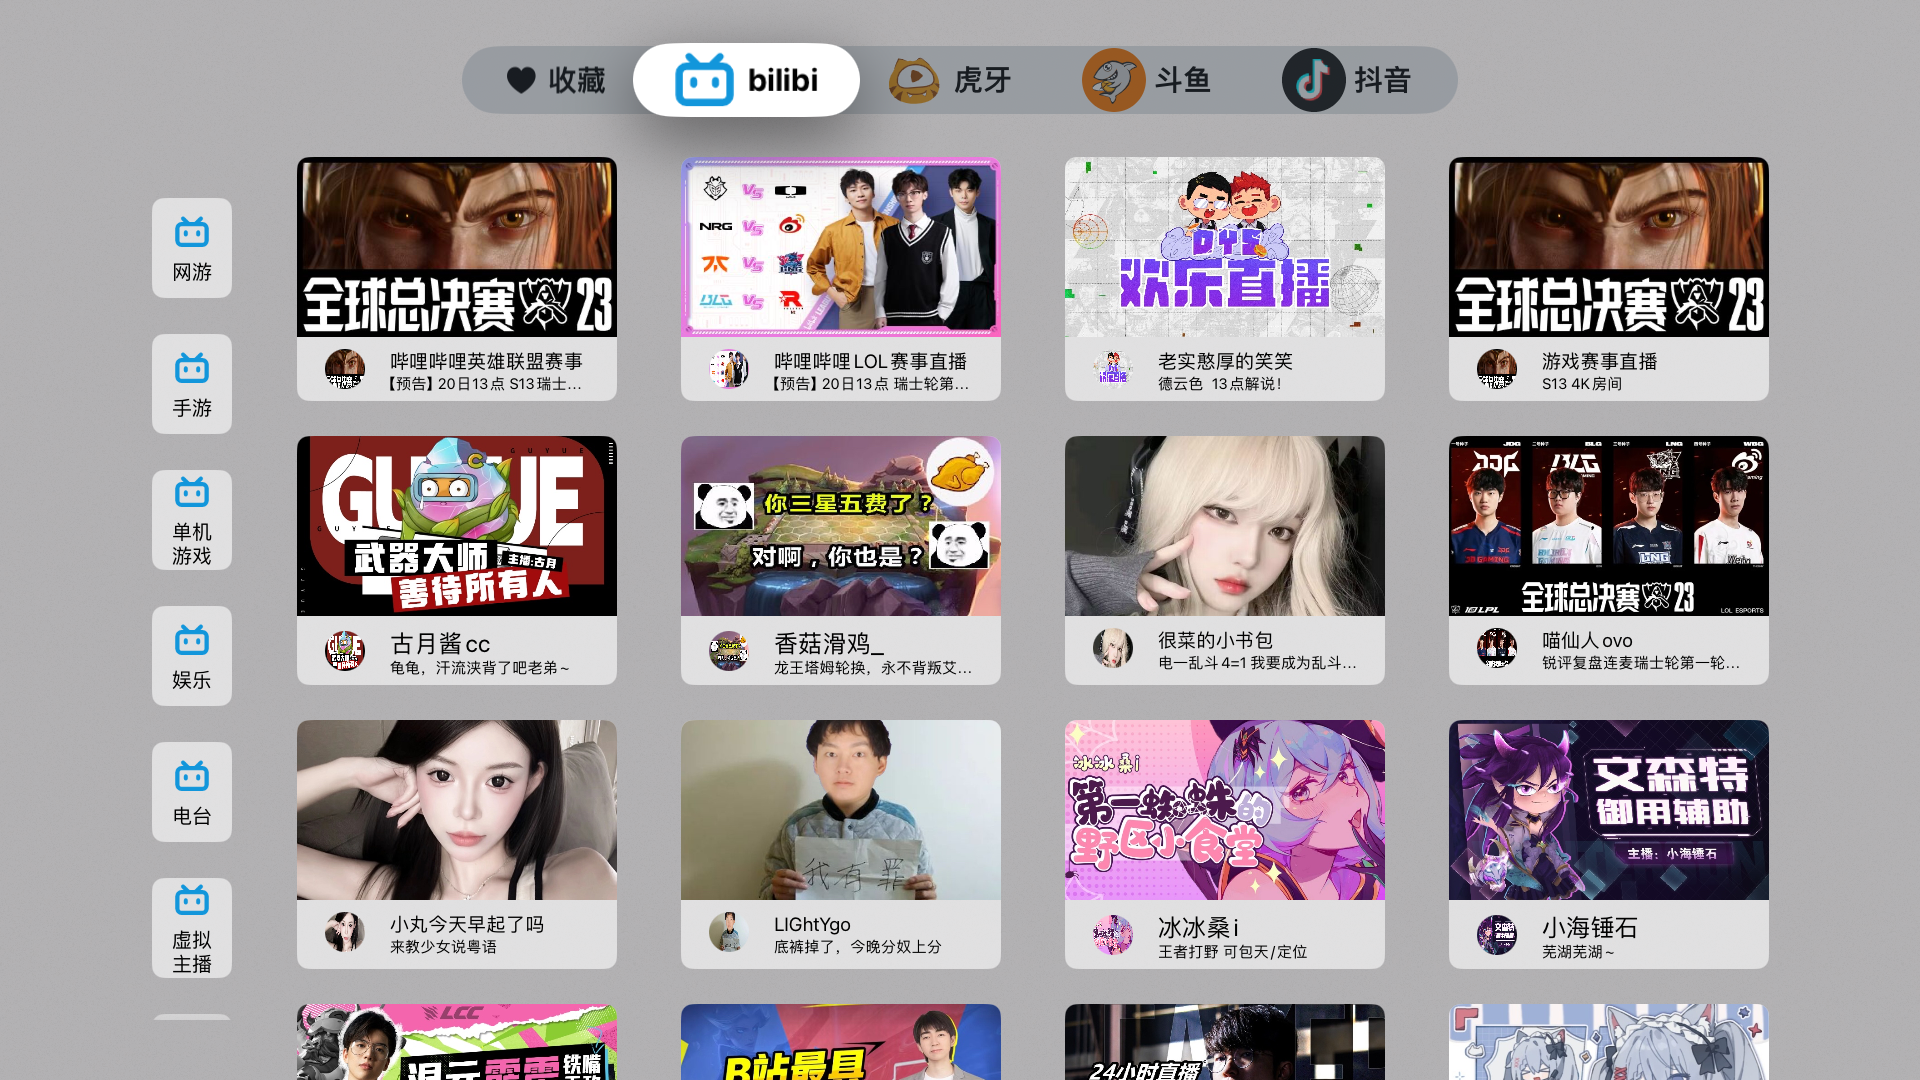 收藏
bilibi
虎牙
斗鱼
抖音
网游
手游
单机
游戏
娱乐
电台
虚拟
主播
全球总决赛 23
哔哩哔哩英雄联盟赛事
【预告】20日13点 S13瑞士...
VS
NRG VS
VS
BLG VS
哔哩哔哩LOL赛事直播
【预告】20日13点 瑞士轮第...
DYS
欢乐直播
老实憨厚的笑笑
德云色 13点解说!
全球总决赛 23
游戏赛事直播
S13 4K房间
GUYUE
GUYUE
武器大师
主播:古月
善待所有人
古月酱cc
龟龟，汗流浃背了吧老弟~
你三星五费了？
对啊，你也是？
香菇滑鸡_
龙王塔姆轮换，永不背叛艾...
很菜的小书包
电一乱斗4=1 我要成为乱斗...
JDG
BLG
LNG
WBG
全球总决赛 23
LPL
LOL ESPORTS
喵仙人ovo
锐评复盘连麦瑞士轮第一轮...
小丸今天早起了吗
来教少女说粤语
我有罪
LIGhtYgo
底裤掉了，今晚分奴上分
冰冰桑i
第一蜘蛛的
野区小食堂
冰冰桑i
王者打野 可包天/定位
文森特
御用辅助
主播：小海锤石
小海锤石
芜湖芜湖~
LCC
铁嘴
B站最具
24小时直播